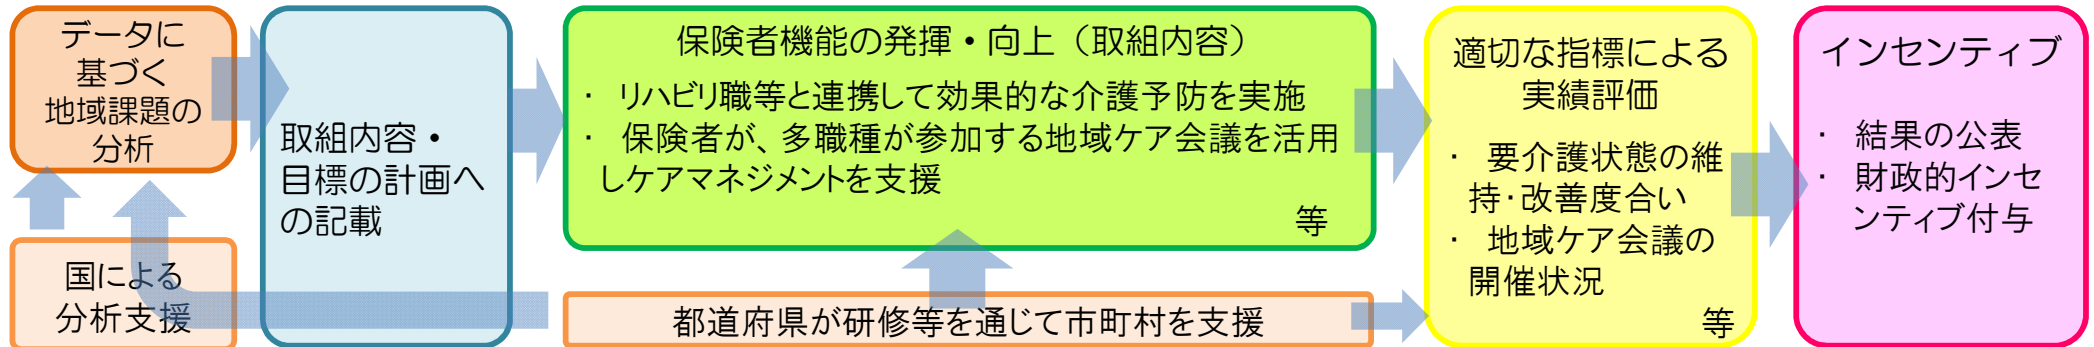 データに
基づく
地域課題の
分析
国による
分析支援
取組内容・
目標の計画へ
の記載
保険者機能の発揮・向上（取組内容）
・ リハビリ職等と連携して効果的な介護予防を実施
・ 保険者が、多職種が参加する地域ケア会議を活用
しケアマネジメントを支援
等
都道府県が研修等を通じて市町村を支援
適切な指標による
実績評価
・ 要介護状態の維
持・改善度合い
・ 地域ケア会議の
開催状況
等
インセンティブ
・ 結果の公表
・ 財政的インセ
ンティブ付与